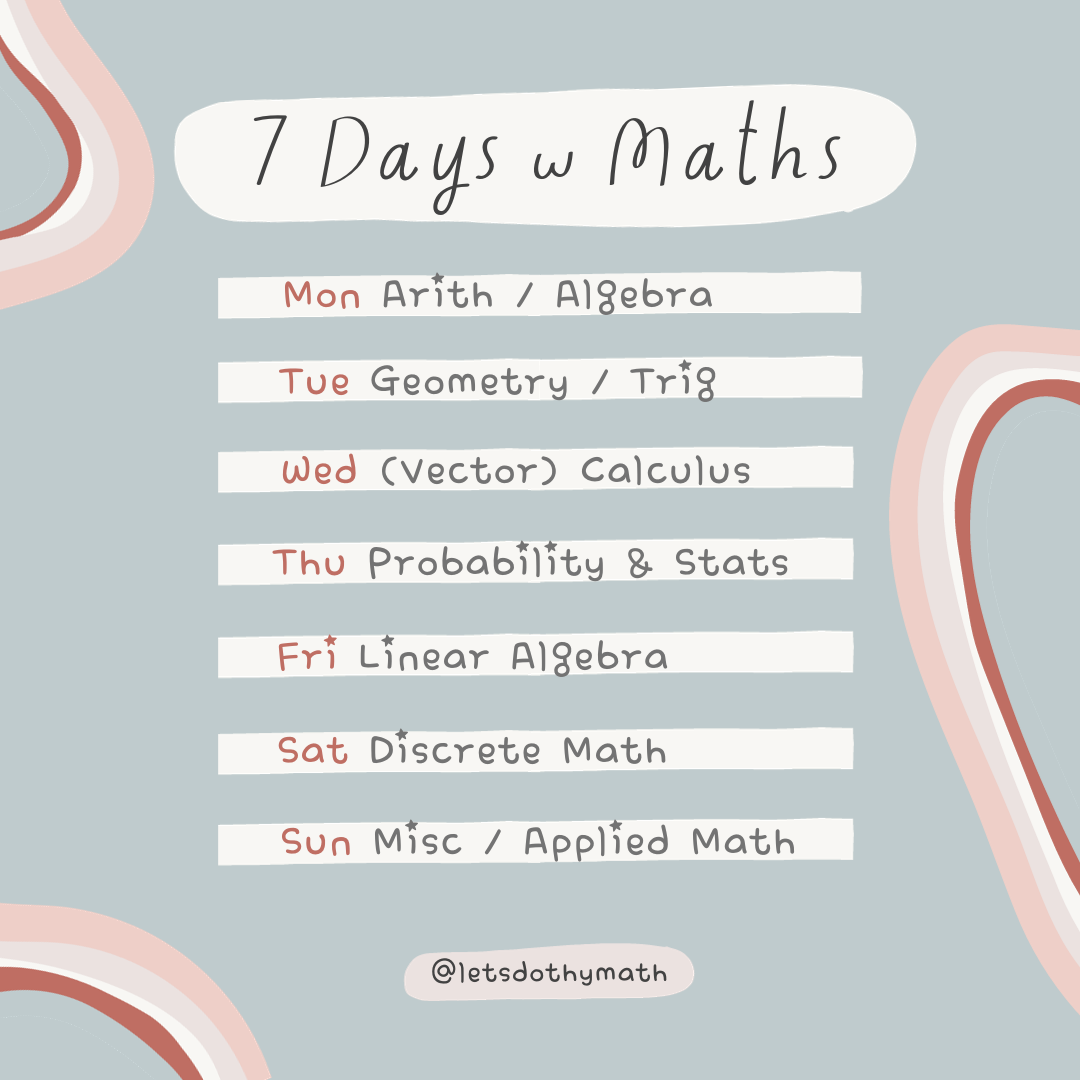 7 Days w Maths
Mon Arith / Algebra
Tue Geometry / Trig
Wed (Vector) Calculus
Thu Probability & Stats
Fri Linear Algebra
Sat Discrete Math
Sun Misc / Applied Math
@letsdothymath